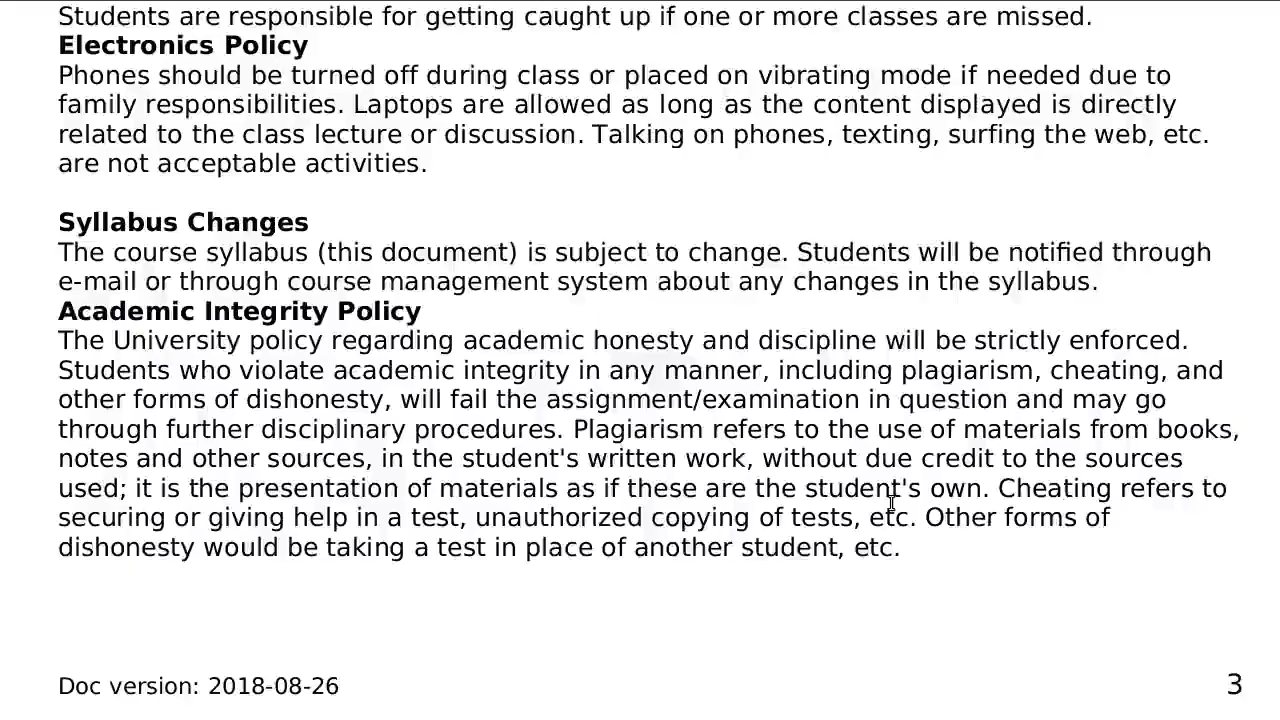 Students are responsible for getting caught up if one or more classes are missed.
Electronics Policy
Phones should be turned off during class or placed on vibrating mode if needed due to
family responsibilities. Laptops are allowed as long as the content displayed is directly
related to the class lecture or discussion. Talking on phones, texting, surfing the web, etc.
are not acceptable activities.
Syllabus Changes
The course syllabus (this document) is subject to change. Students will be notified through
e-mail or through course management system about any changes in the syllabus.
Academic Integrity Policy
The University policy regarding academic honesty and discipline will be strictly enforced.
Students who violate academic integrity in any manner, including plagiarism, cheating, and
other forms of dishonesty, will fail the assignment/examination in question and may go
through further disciplinary procedures. Plagiarism refers to the use of materials from books,
notes and other sources, in the student's written work, without due credit to the sources
used; it is the presentation of materials as if these are the student's own. Cheating refers to
securing or giving help in a test, unauthorized copying of tests, etc. Other forms of
dishonesty would be taking a test in place of another student, etc.
Doc version: 2018-08-26 3